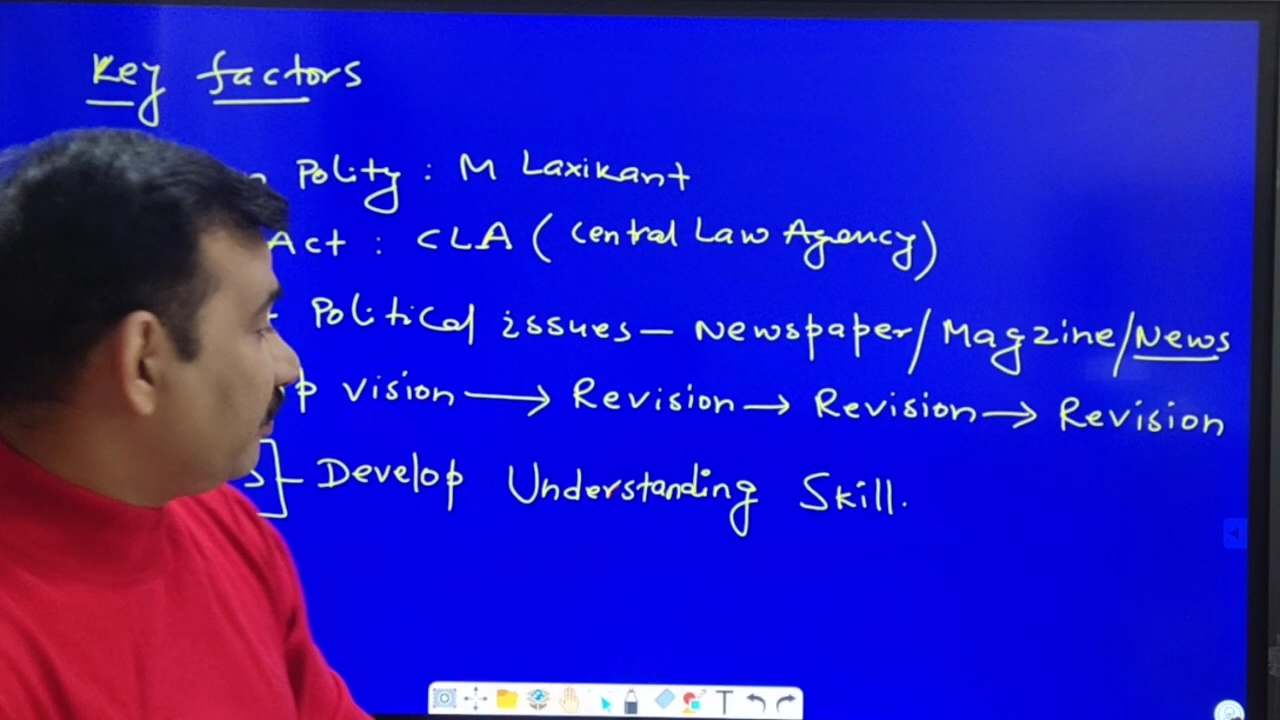 Key factors
Polity : M Laxikant
Act : CLA ( Central Law Agency)
Political issues – Newspaper/Magzine/News
vision → Revision → Revision → Revision
Develop Understanding Skill.